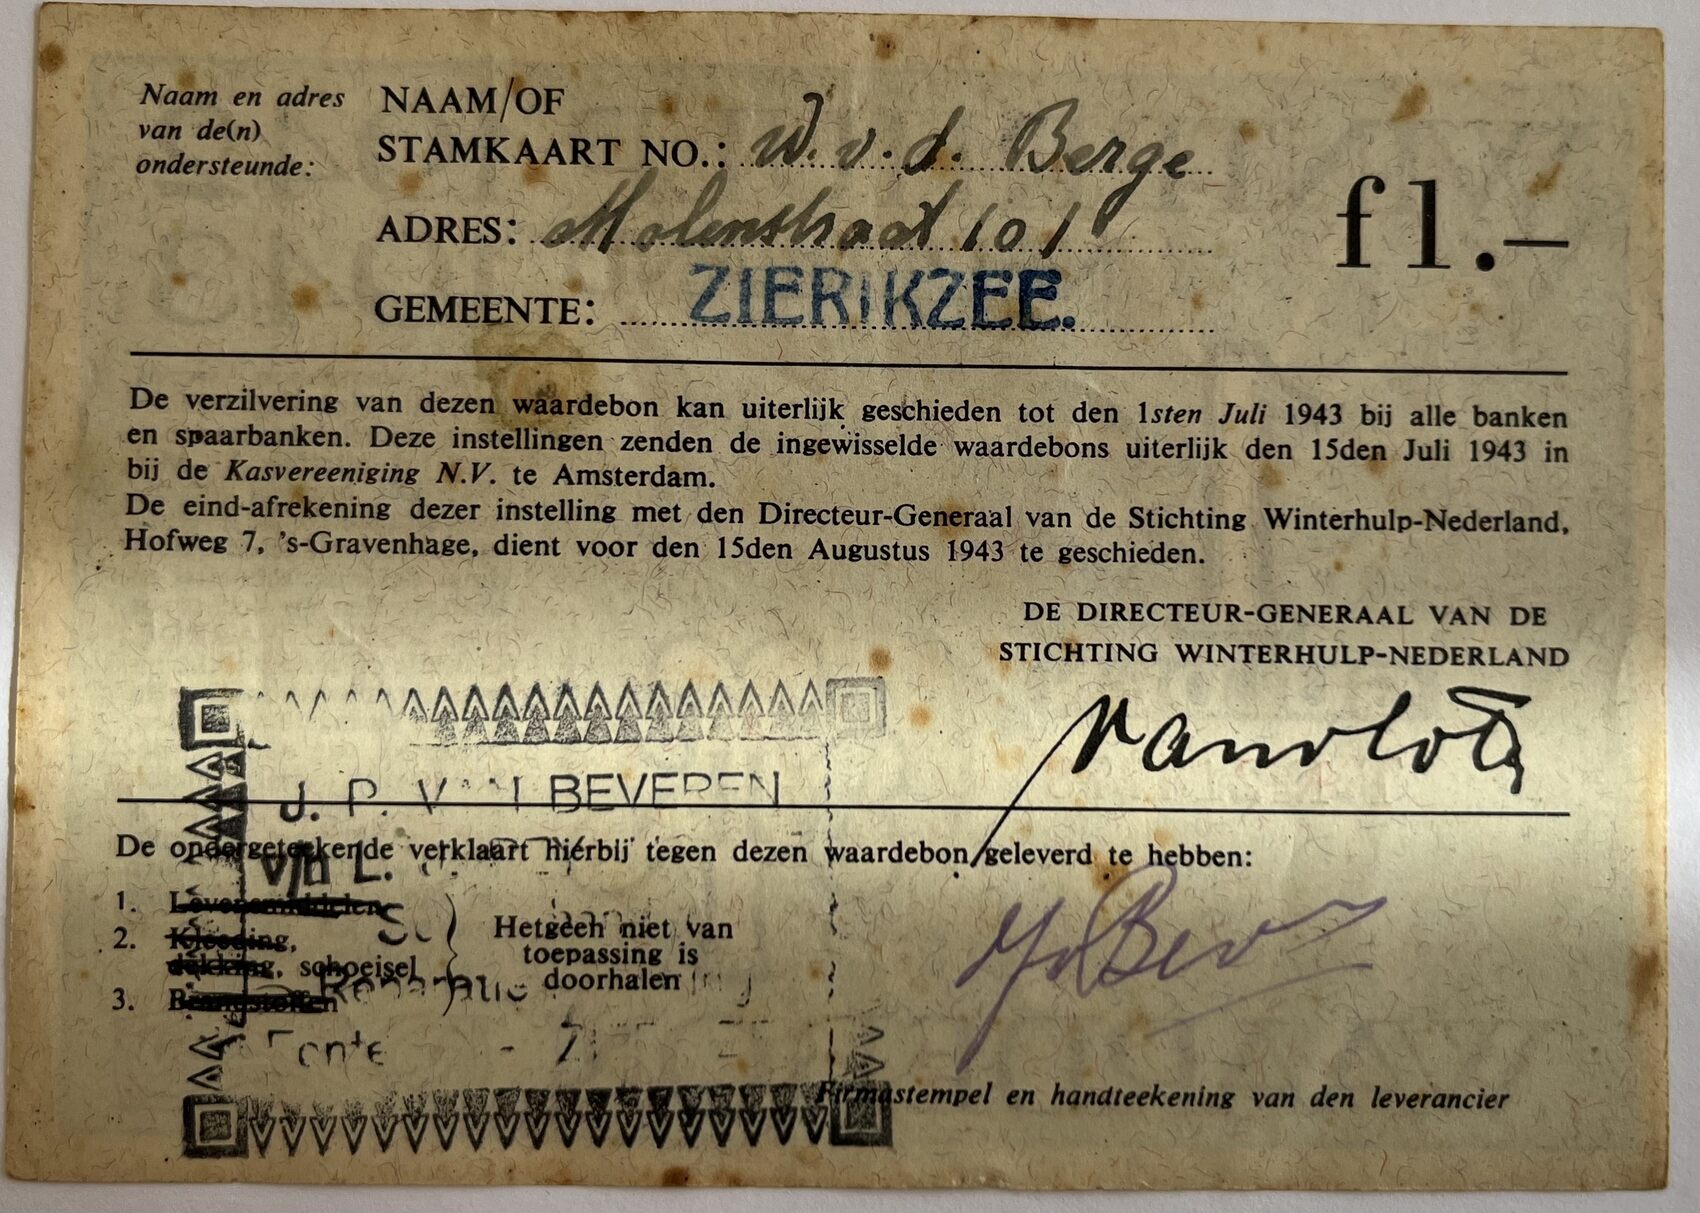 Naam en adres
van de(n)
ondersteunde:
NAAM/OF
STAMKAART NO.: W. v. d. Berge
ADRES: Molenstraat 101
GEMEENTE: ZIERIKZEE.
f 1.–
De verzilvering van dezen waardebon kan uiterlijk geschieden tot den 1sten Juli 1943 bij alle banken
en spaarbanken. Deze instellingen zenden de ingewisselde waardebons uiterlijk den 15den Juli 1943 in
bij de Kasvereeniging N.V. te Amsterdam.
De eind-afrekening dezer instelling met den Directeur-Generaal van de Stichting Winterhulp-Nederland,
Hofweg 7, 's-Gravenhage, dient voor den 15den Augustus 1943 te geschieden.
DE DIRECTEUR-GENERAAL VAN DE
STICHTING WINTERHULP-NEDERLAND
J. P. VAN BEVEREN
De ondergeteekende verklaart hierbij tegen dezen waardebon geleverd te hebben:
v/h L.
1. Levensmiddelen
2. Kleeding,
dekking, schoeisel
3. Brandstoffen
Hetgeen niet van
toepassing is
doorhalen
Firmastempel en handteekening van den leverancier